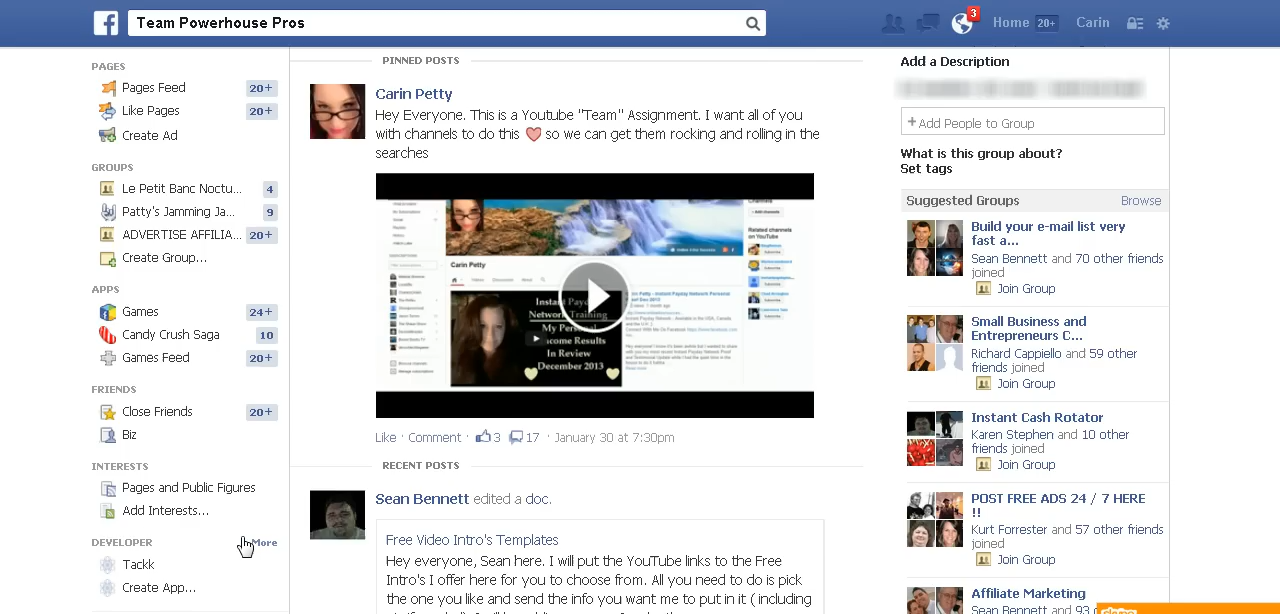 Team Powerhouse Pros
3
Home 20+
Carin
PAGES
Pages Feed 20+
Like Pages 20+
Create Ad
GROUPS
Le Petit Banc Noctu... 4
Jamming Ja... 9
ADVERTISE AFFILIA... 20+
Create Group...
APPS
Games 24+
1
Games Feed 20+
FRIENDS
Close Friends 20+
Biz
INTERESTS
Pages and Public Figures
Add Interests...
DEVELOPER More
Tackk
Create App...
PINNED POSTS
Carin Petty
Hey Everyone. This is a Youtube "Team" Assignment. I want all of you
with channels to do this so we can get them rocking and rolling in the
searches
Carin Petty
Network Training
My Personal
Income Results
In Review
December 2013
Related channels
on YouTube
Like · Comment · 3 17 · January 30 at 7:30pm
RECENT POSTS
Sean Bennett edited a doc.
Free Video Intro's Templates
Hey everyone, Sean here. I will put the YouTube links to the Free
Intro's I offer here for you to choose from. All you need to do is pick
the one you like and send the info you want me to put in it ( including
Add a Description
+ Add People to Group
What is this group about?
Set tags
Suggested Groups Browse
Build your e-mail list very
fast a...
Sean Bennett and 70 other friends
joined
Join Group
Small Business
Entrepreneurs ...
Richard Carpenter and 17 other
friends joined
Join Group
Instant Cash Rotator
Karen Stephen and 10 other
friends joined
Join Group
POST FREE ADS 24 / 7 HERE
!!
Kurt Forrester and 57 other friends
joined
Join Group
Affiliate Marketing
Sean Bennett and 93